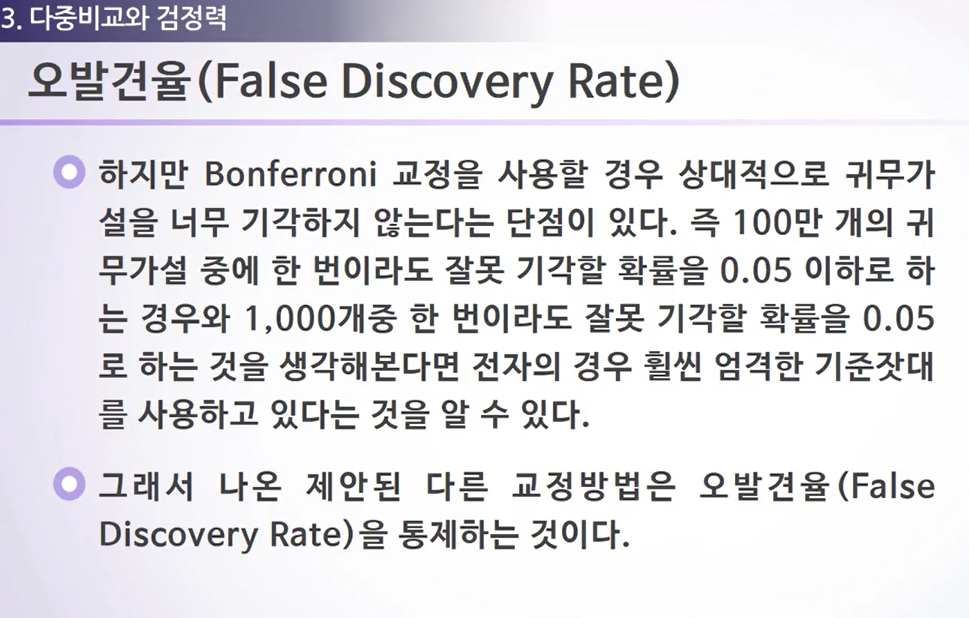 3. 다중비교와 검정력
오발견율(False Discovery Rate)
하지만 Bonferroni 교정을 사용할 경우 상대적으로 귀무가
설을 너무 기각하지 않는다는 단점이 있다. 즉 100만 개의 귀
무가설 중에 한 번이라도 잘못 기각할 확률을 0.05 이하로 하
는 경우와 1,000개중 한 번이라도 잘못 기각할 확률을 0.05
로 하는 것을 생각해본다면 전자의 경우 훨씬 엄격한 기준잣대
를 사용하고 있다는 것을 알 수 있다.
그래서 나온 제안된 다른 교정방법은 오발견율(False
Discovery Rate)을 통제하는 것이다.